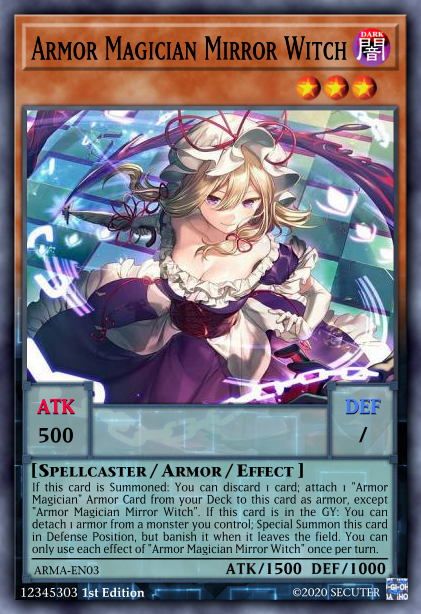 Armor Magician Mirror Witch
DARK
闇
ATK
500
DEF
/
[Spellcaster / Armor / Effect ]
If this card is Summoned: You can discard 1 card; attach 1 "Armor
Magician" Armor Card from your Deck to this card as armor, except
"Armor Magician Mirror Witch". If this card is in the GY: You can
detach 1 armor from a monster you control; Special Summon this card
in Defense Position, but banish it when it leaves the field. You can
only use each effect of "Armor Magician Mirror Witch" once per turn.
ARMA-EN03
ATK/1500 DEF/1000
12345303 1st Edition
©2020 SECUTER